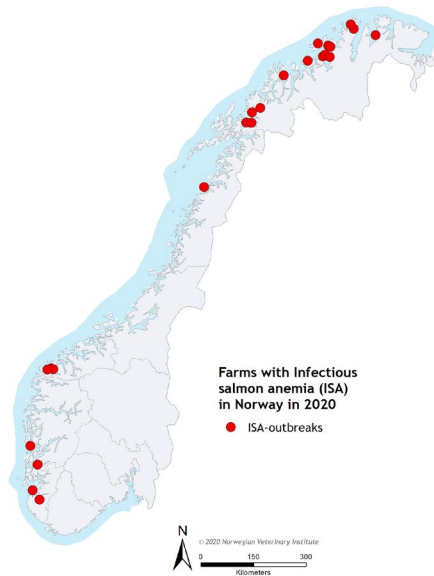 Farms with Infectious
salmon anemia (ISA)
in Norway in 2020
ISA-outbreaks
N
© 2020 Norwegian Veterinary Institute
0 150 300
Kilometers